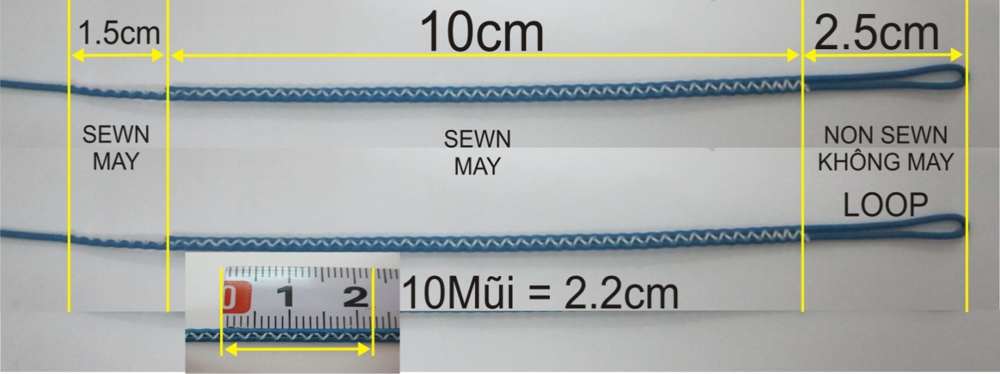 1.5cm
10cm
2.5cm
SEWN
MAY
SEWN
MAY
NON SEWN
KHÔNG MAY
LOOP
0 1 2
10Mũi = 2.2cm